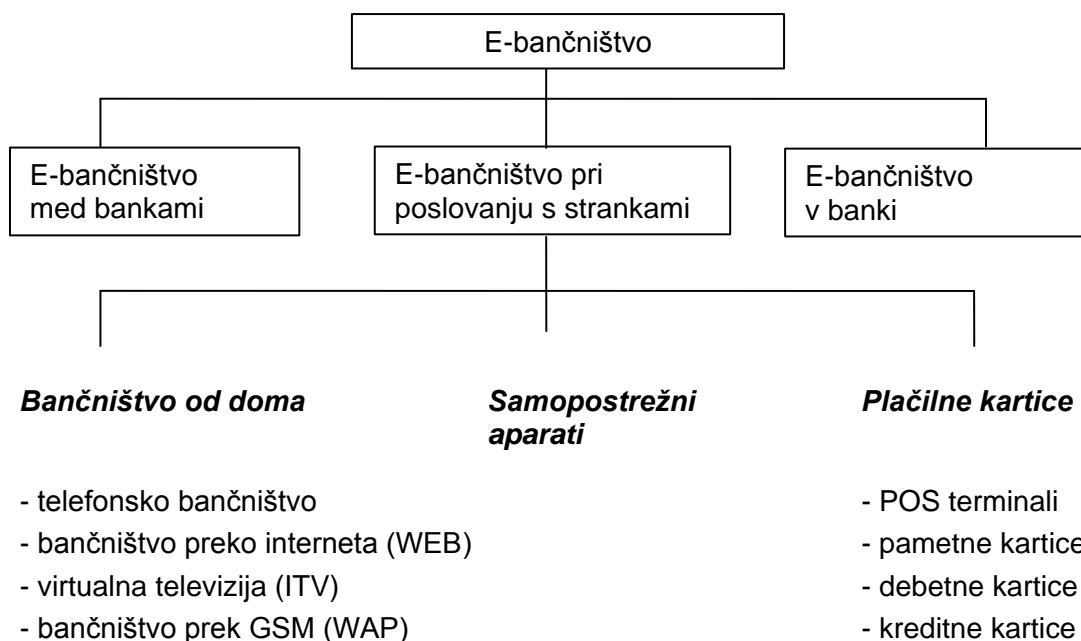 E-bančništvo
E-bančništvo
med bankami
E-bančništvo pri
poslovanju s strankami
E-bančništvo
v banki
Bančništvo od doma
Samopostrežni
aparati
Plačilne kartice
- telefonsko bančništvo
- bančništvo preko interneta (WEB)
- virtualna televizija (ITV)
- bančništvo prek GSM (WAP)
- POS terminali
- pametne kartice
- debetne kartice
- kreditne kartice